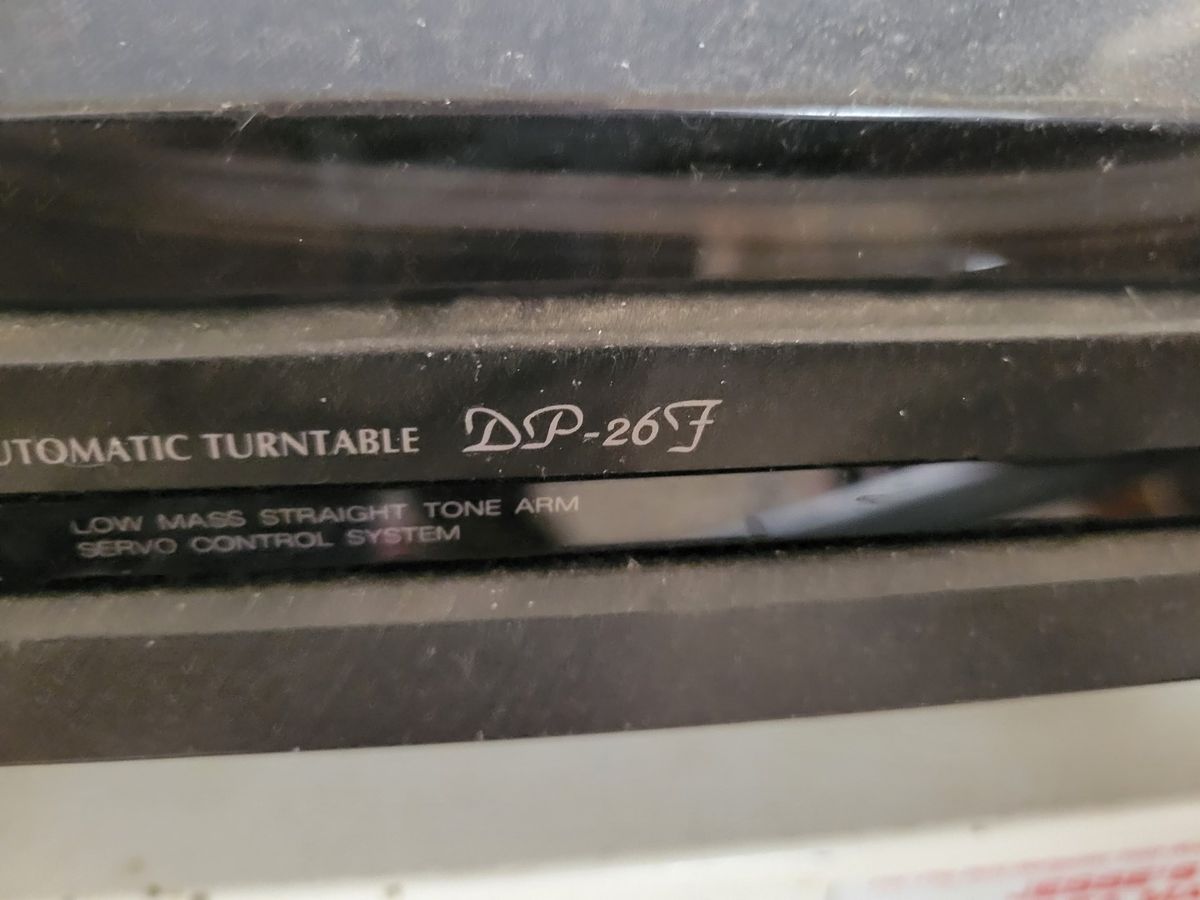 UTOMATIC TURNTABLE DP-26F
LOW MASS STRAIGHT TONE ARM
SERVO CONTROL SYSTEM